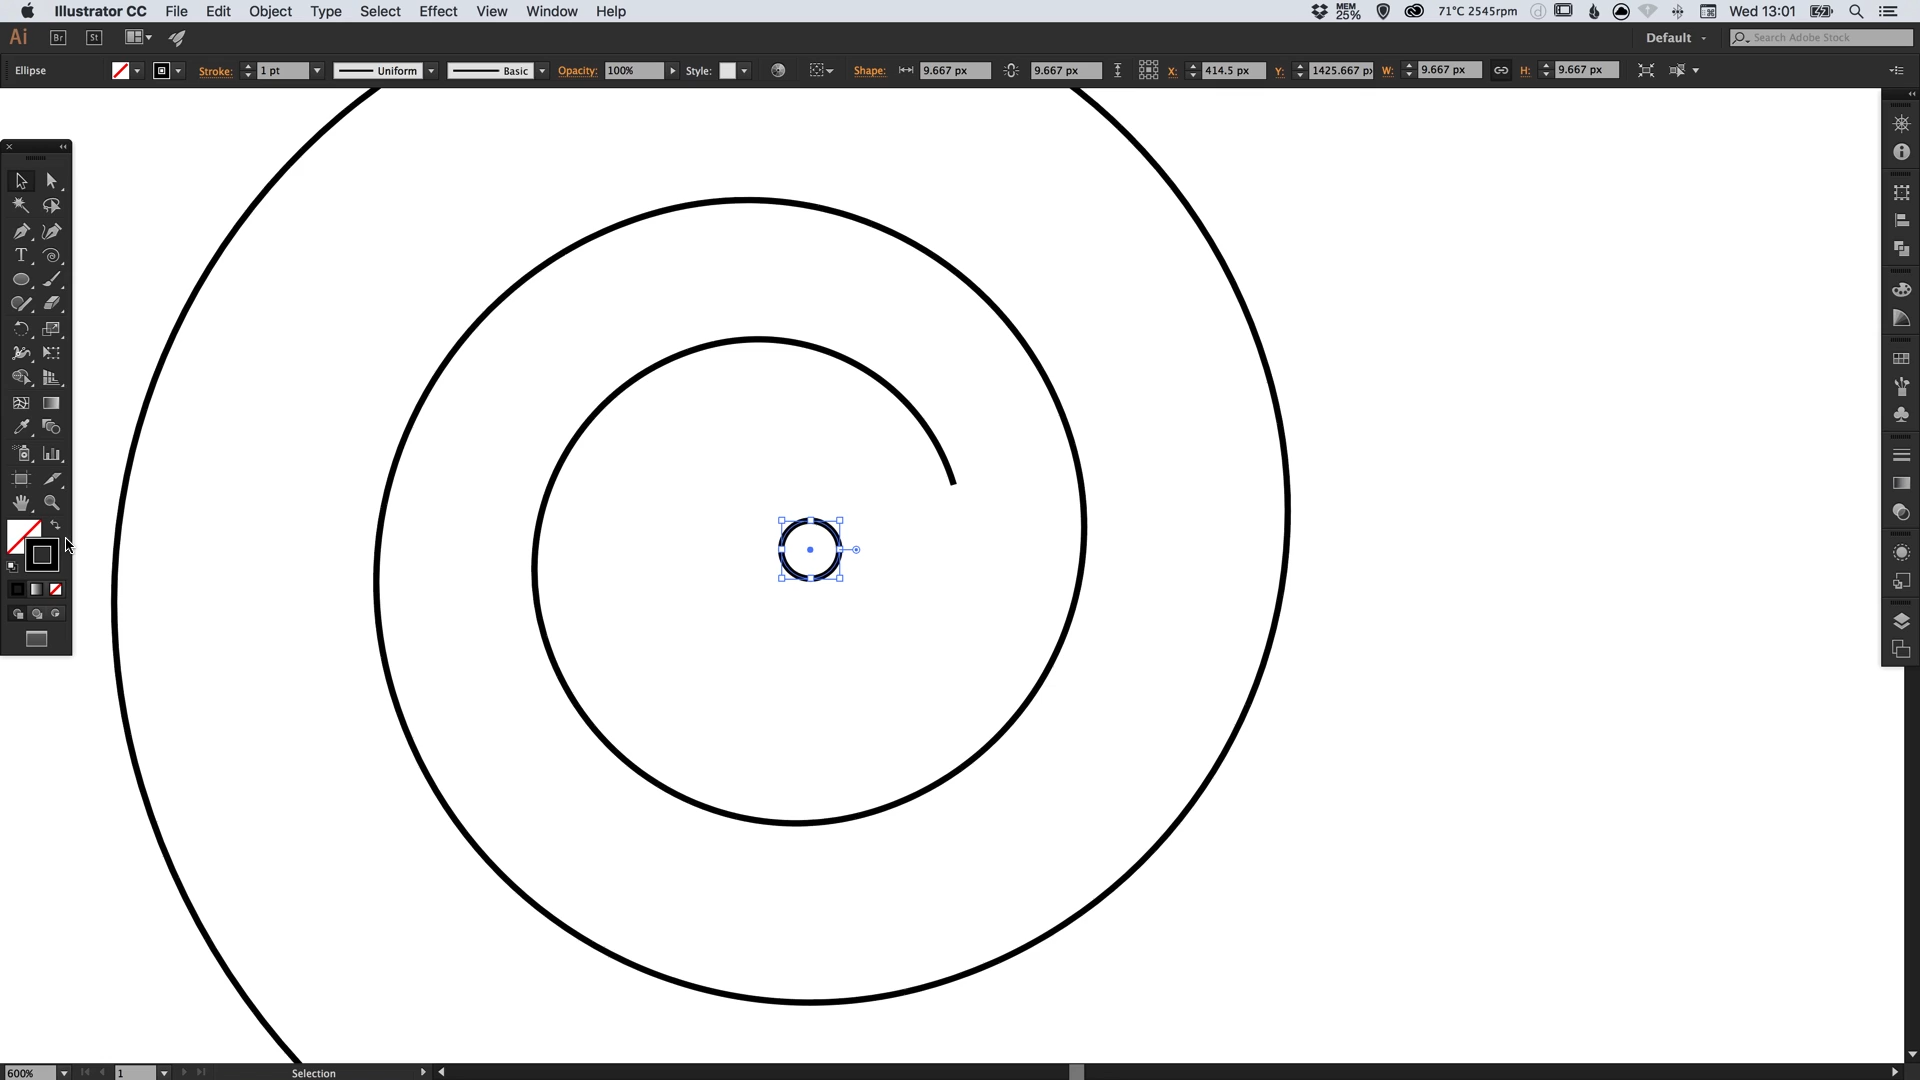 Illustrator CC File Edit Object Type Select Effect View Window Help MEM 25% 71°C 2545rpm Wed 13:01
Ai Br St Default Search Adobe Stock
Ellipse Stroke: 1 pt Uniform Basic Opacity: 100% Style: Shape: 9.667 px 9.667 px X: 414.5 px Y: 1425.667 px W: 9.667 px H: 9.667 px
T
600% 1 Selection